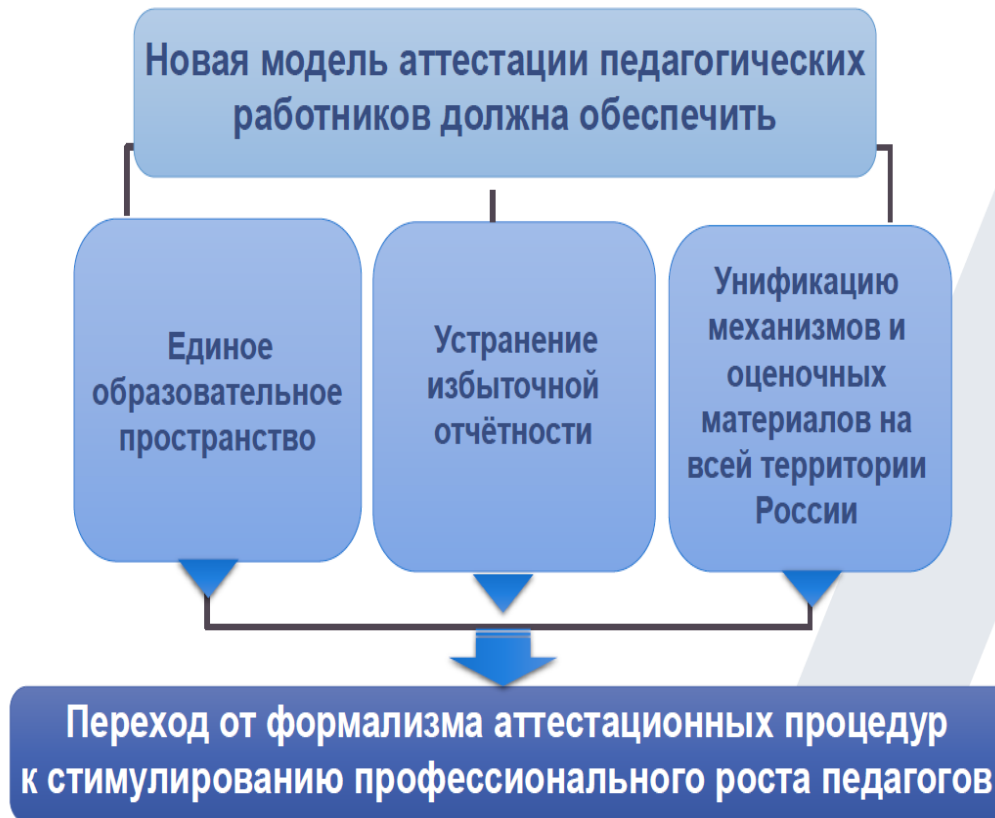 Новая модель аттестации педагогических
работников должна обеспечить
Единое
образовательное
пространство
Устранение
избыточной
отчётности
Унификацию
механизмов и
оценочных
материалов на
всей территории
России
Переход от формализма аттестационных процедур
к стимулированию профессионального роста педагогов